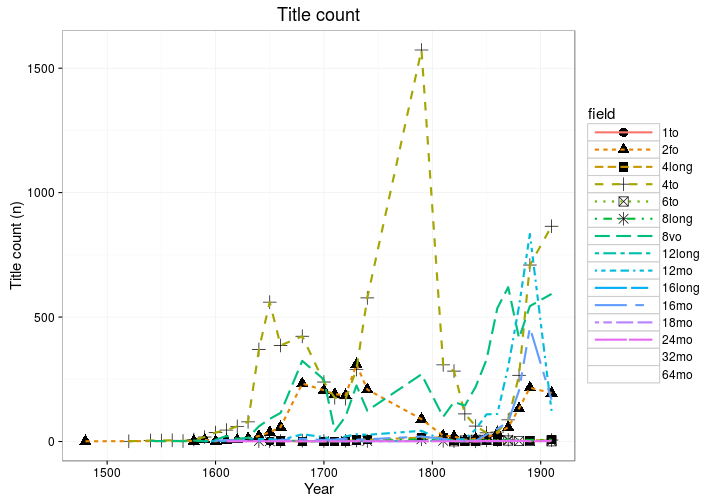 Title count
Title count (n)
1500
1000
500
0
1500 1600 1700 1800 1900
Year
field
1to
2fo
4long
4to
6to
8long
8vo
12long
12mo
16long
16mo
18mo
24mo
32mo
64mo